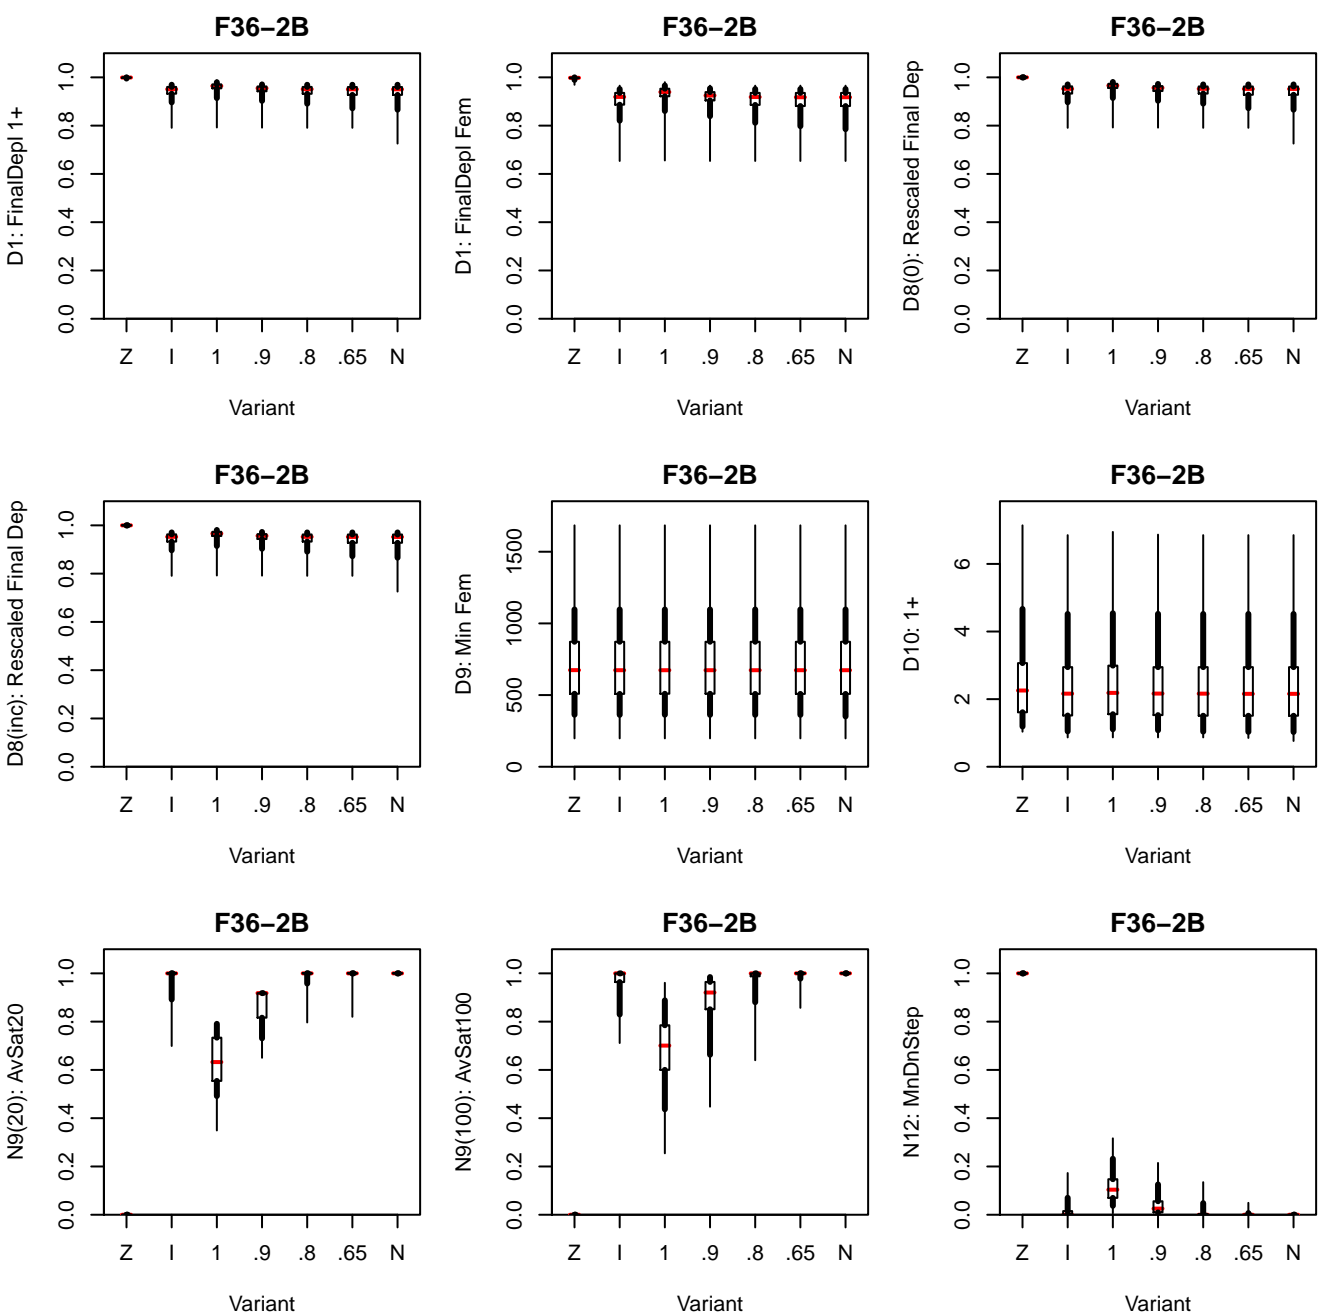 F36−2B
D1: FinalDepl 1+
0.0 0.2 0.4 0.6 0.8 1.0
Z I 1 .9 .8 .65 N
Variant
F36−2B
D1: FinalDepl Fem
0.0 0.2 0.4 0.6 0.8 1.0
Z I 1 .9 .8 .65 N
Variant
F36−2B
D8(0): Rescaled Final Dep
0.0 0.2 0.4 0.6 0.8 1.0
Z I 1 .9 .8 .65 N
Variant
F36−2B
D8(inc): Rescaled Final Dep
0.0 0.2 0.4 0.6 0.8 1.0
Z I 1 .9 .8 .65 N
Variant
F36−2B
D9: Min Fem
0 500 1000 1500
Z I 1 .9 .8 .65 N
Variant
F36−2B
D10: 1+
0 2 4 6
Z I 1 .9 .8 .65 N
Variant
F36−2B
N9(20): AvSat20
0.0 0.2 0.4 0.6 0.8 1.0
Z I 1 .9 .8 .65 N
Variant
F36−2B
N9(100): AvSat100
0.0 0.2 0.4 0.6 0.8 1.0
Z I 1 .9 .8 .65 N
Variant
F36−2B
N12: MnDnStep
0.0 0.2 0.4 0.6 0.8 1.0
Z I 1 .9 .8 .65 N
Variant